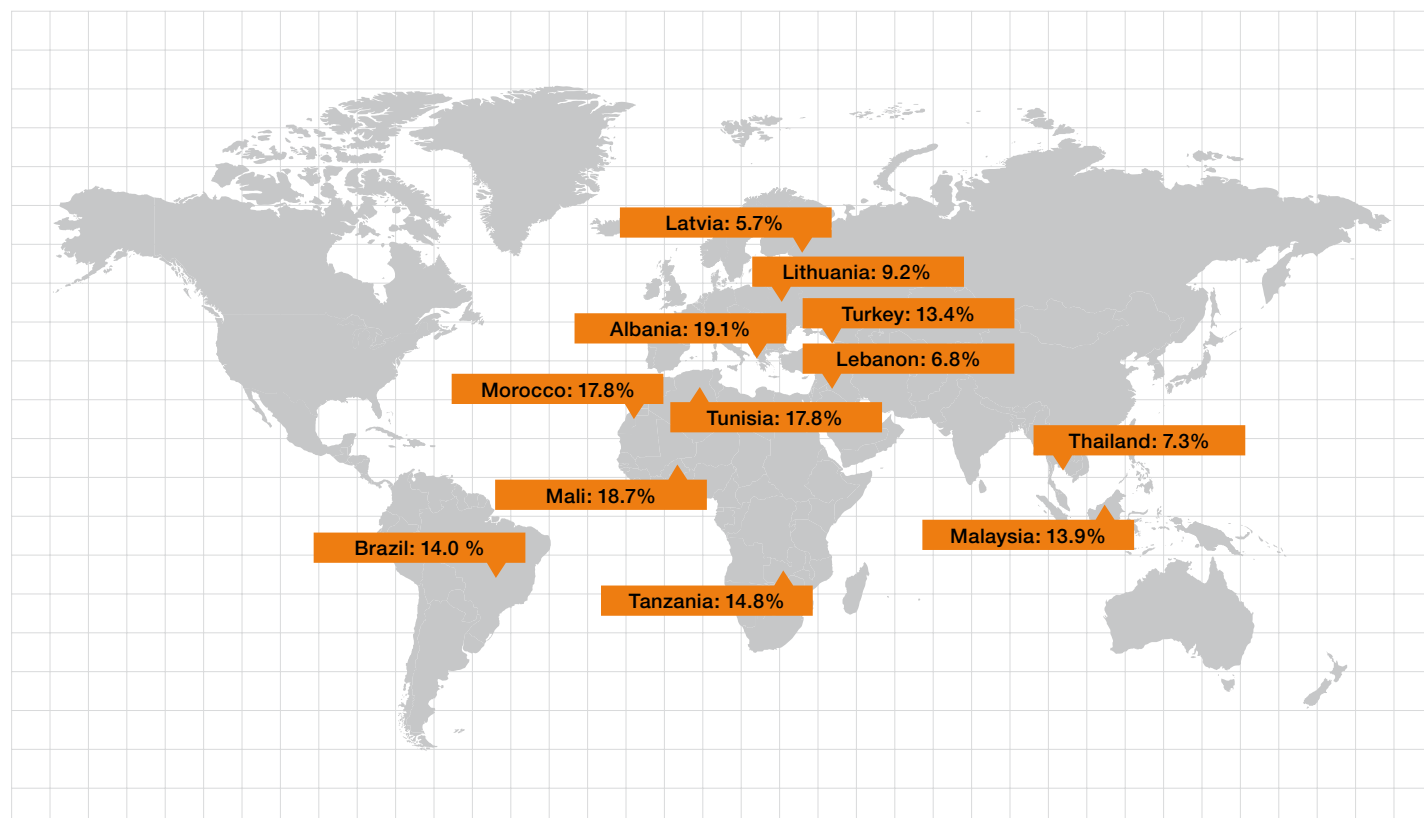 Latvia: 5.7%
Lithuania: 9.2%
Turkey: 13.4%
Albania: 19.1%
Lebanon: 6.8%
Morocco: 17.8%
Tunisia: 17.8%
Thailand: 7.3%
Mali: 18.7%
Malaysia: 13.9%
Brazil: 14.0 %
Tanzania: 14.8%